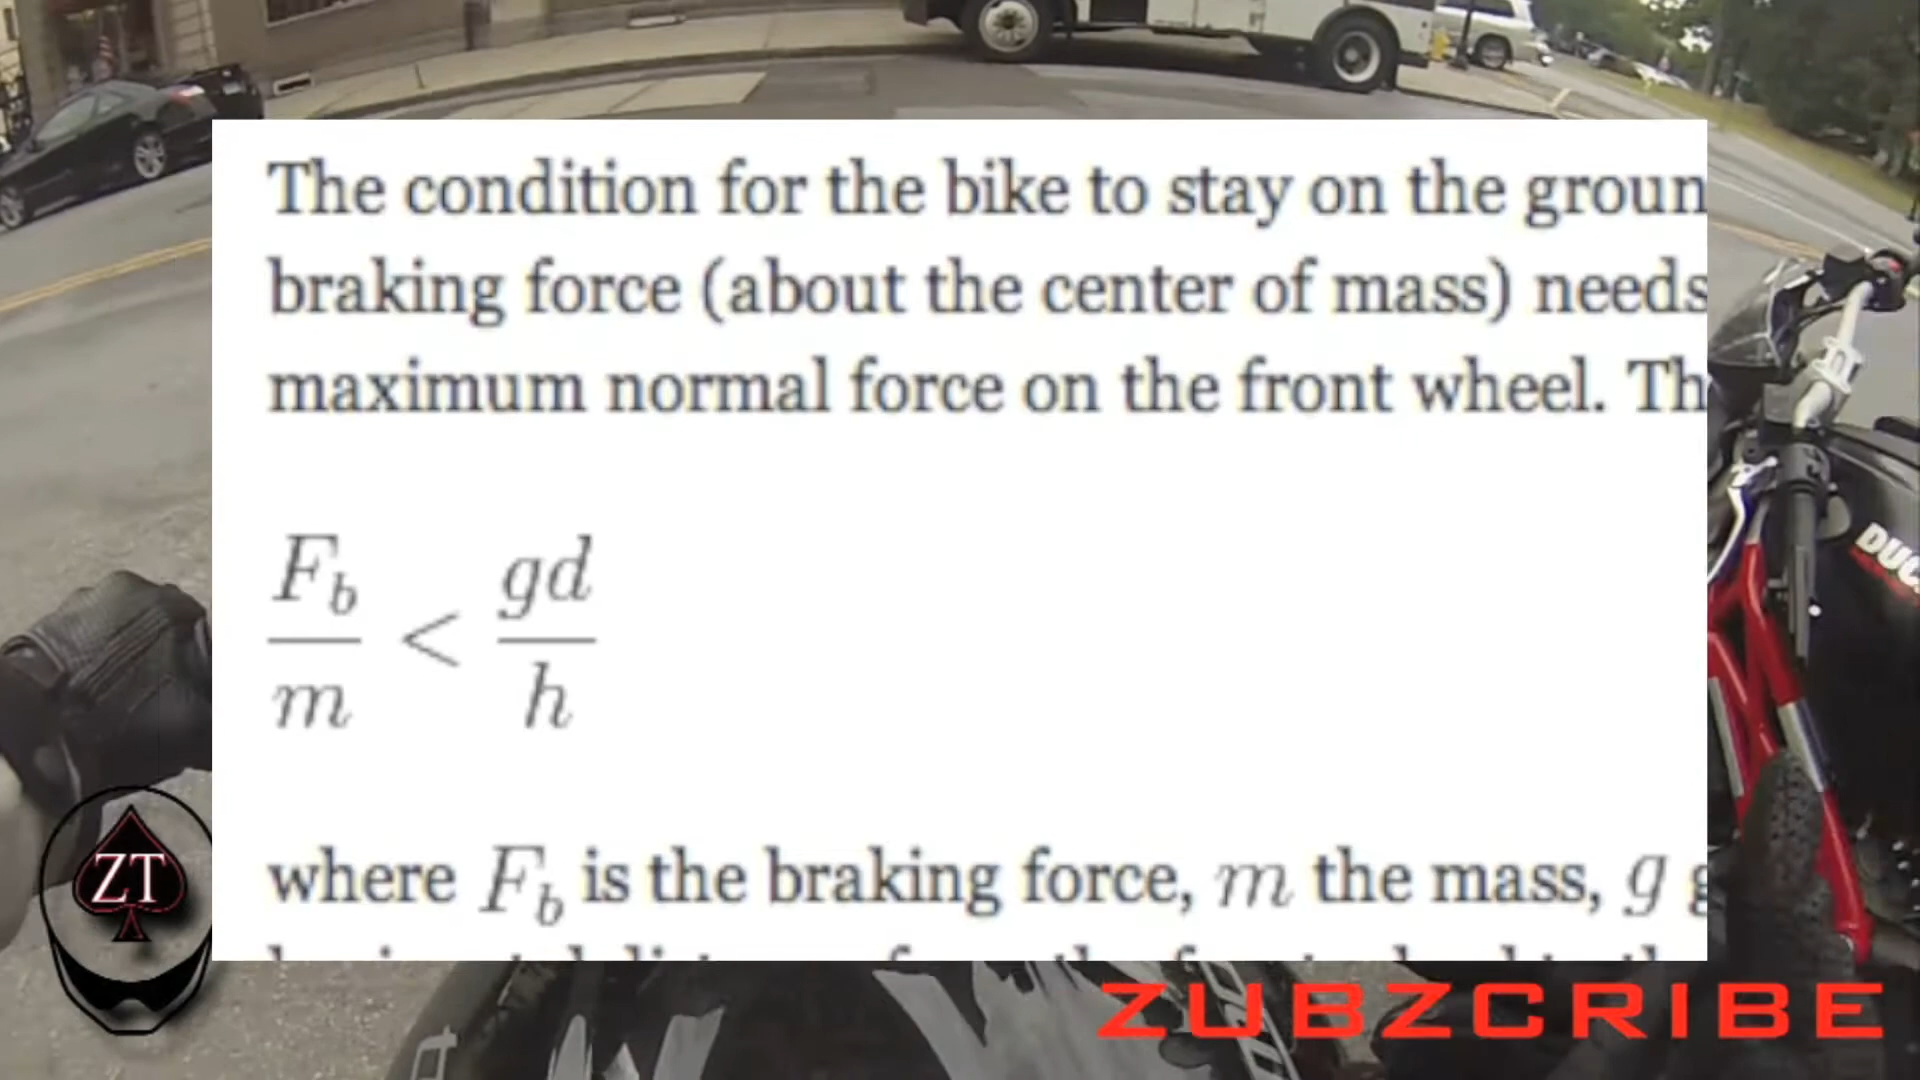 The condition for the bike to stay on the groun
braking force (about the center of mass) needs
maximum normal force on the front wheel. Th
F_b/m < gd/h
where F_b is the braking force, m the mass, g g
DUC
ZT
ZUBZCRIBE